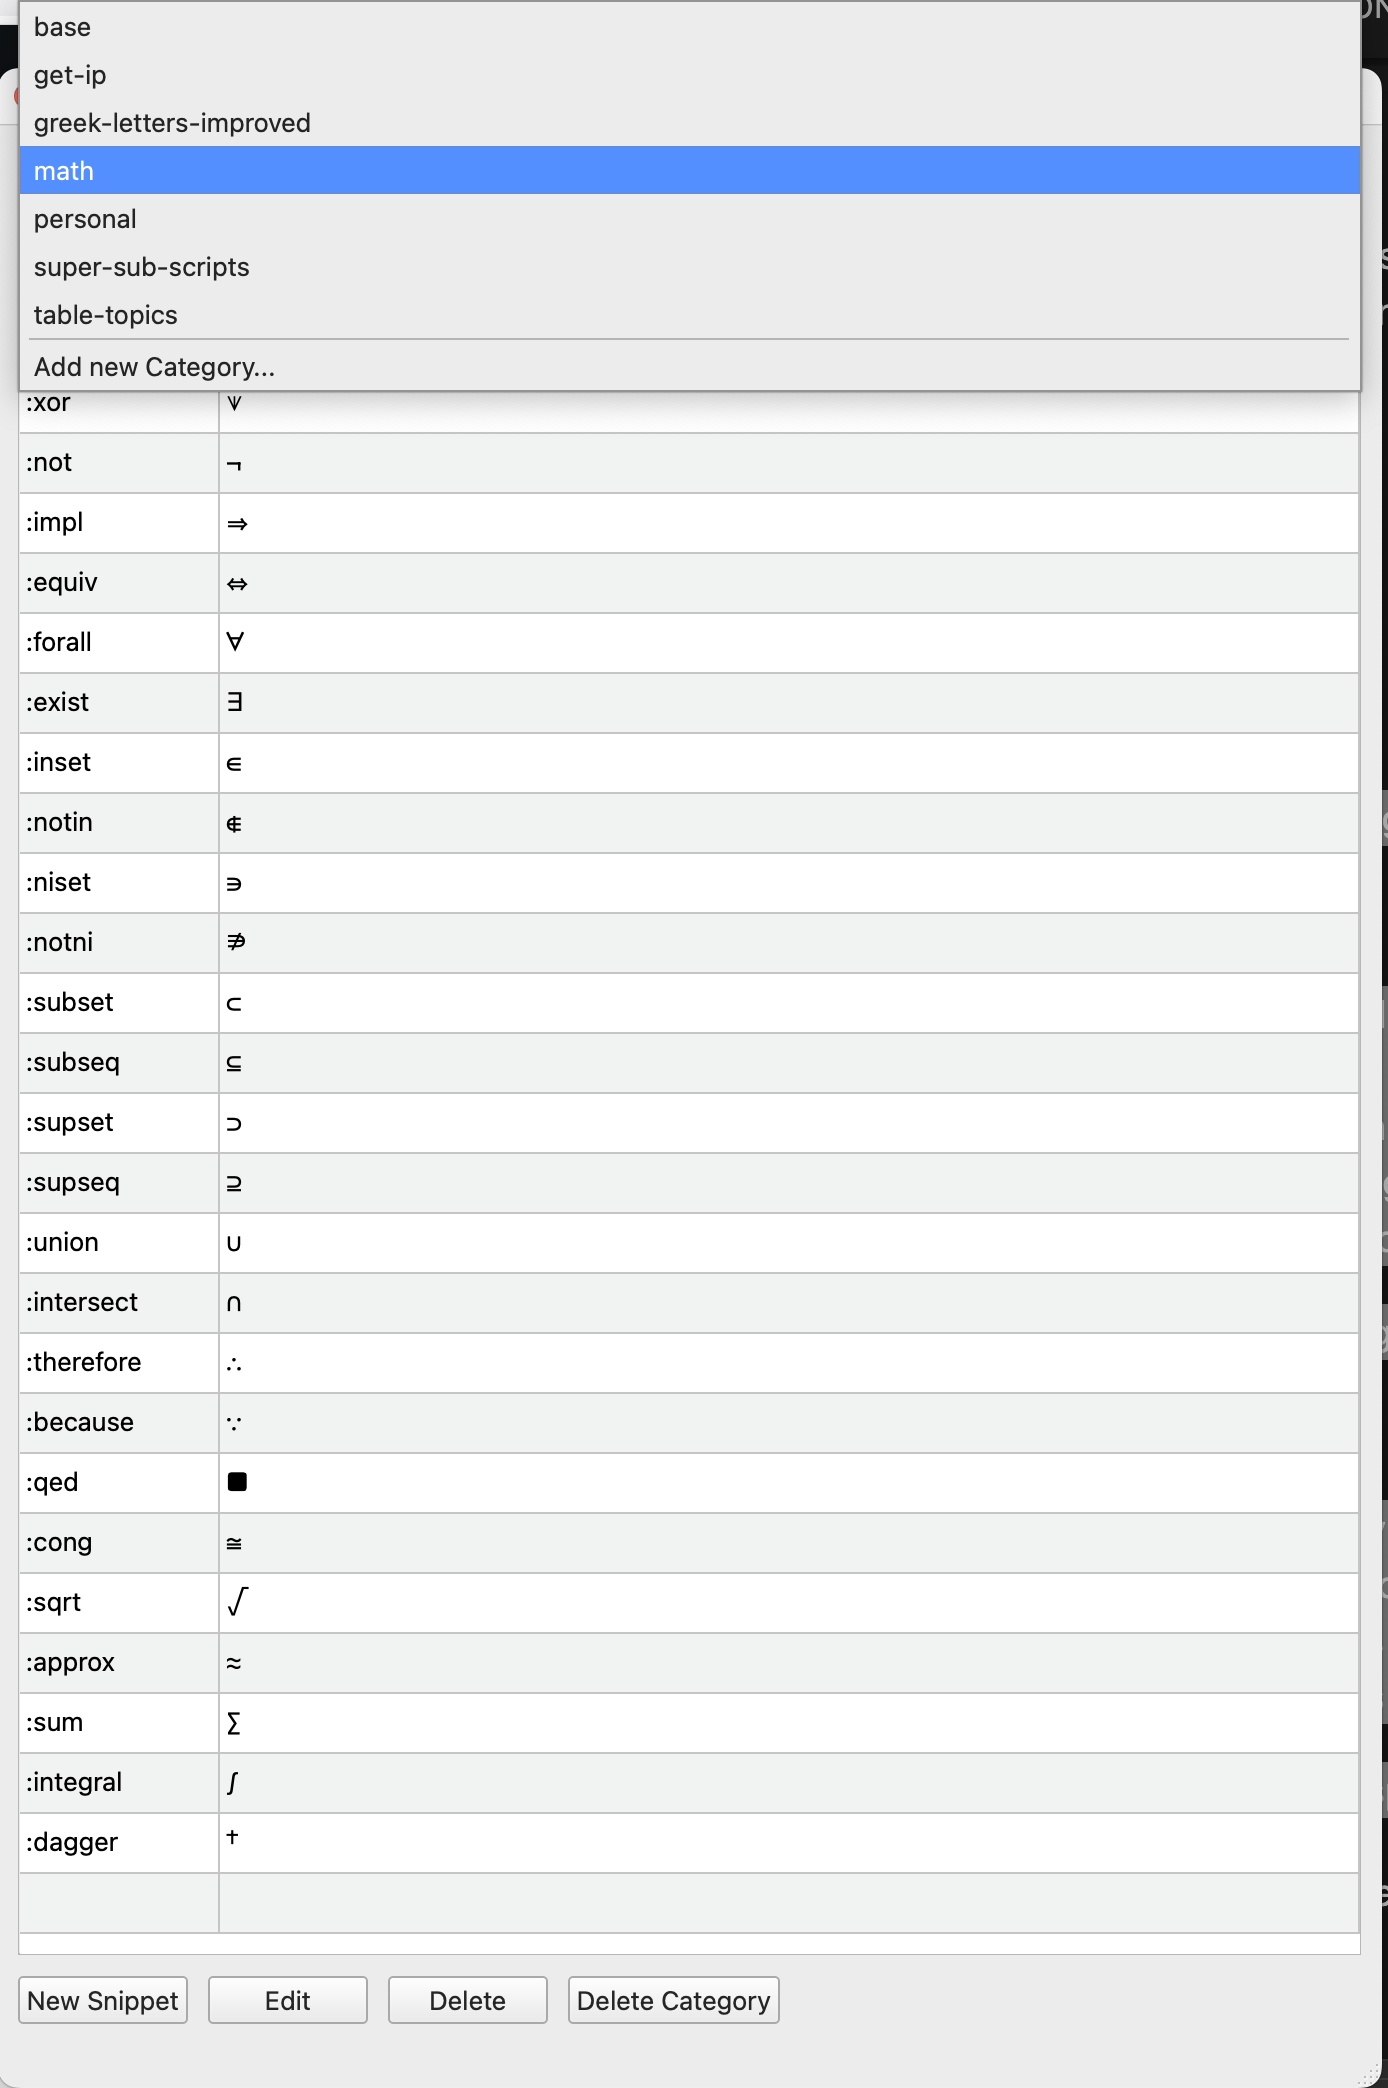 base
get-ip
greek-letters-improved
math
personal
super-sub-scripts
table-topics
Add new Category...
:xor ⩛
:not ¬
:impl ⇒
:equiv ⇔
:forall ∀
:exist ∃
:inset ∈
:notin ∉
:niset ∋
:notni ∌
:subset ⊂
:subseq ⊆
:supset ⊃
:supseq ⊇
:union ∪
:intersect ∩
:therefore ∴
:because ∵
:qed ■
:cong ≅
:sqrt √
:approx ≈
:sum ∑
:integral ∫
:dagger †
New Snippet Edit Delete Delete Category